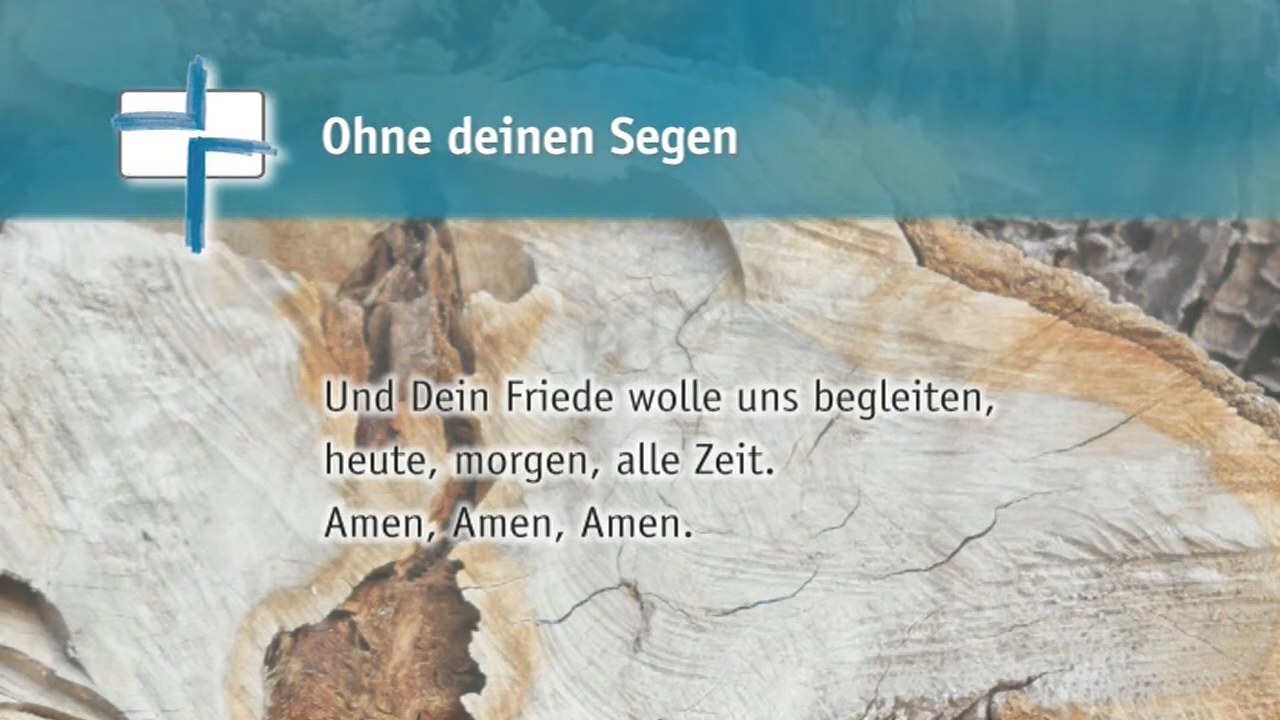 Ohne deinen Segen
Und Dein Friede wolle uns begleiten,
heute, morgen, alle Zeit.
Amen, Amen, Amen.